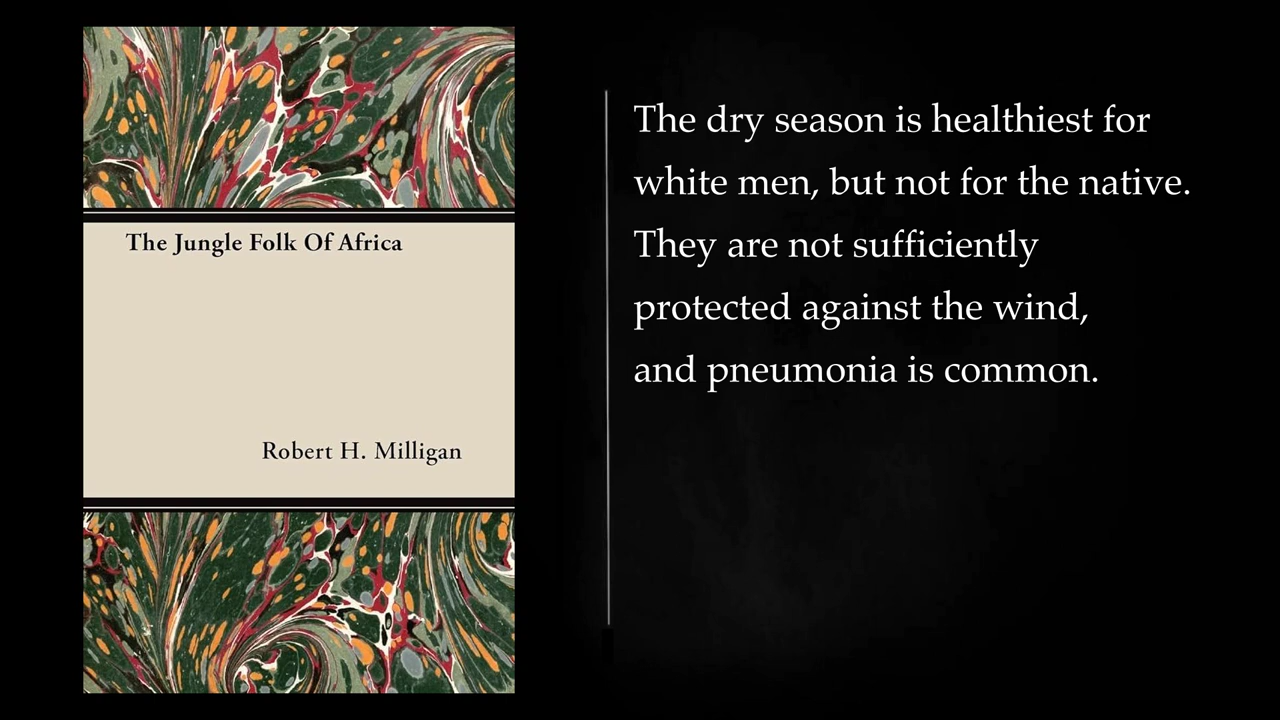 The Jungle Folk Of Africa
Robert H. Milligan
The dry season is healthiest for
white men, but not for the native.
They are not sufficiently
protected against the wind,
and pneumonia is common.